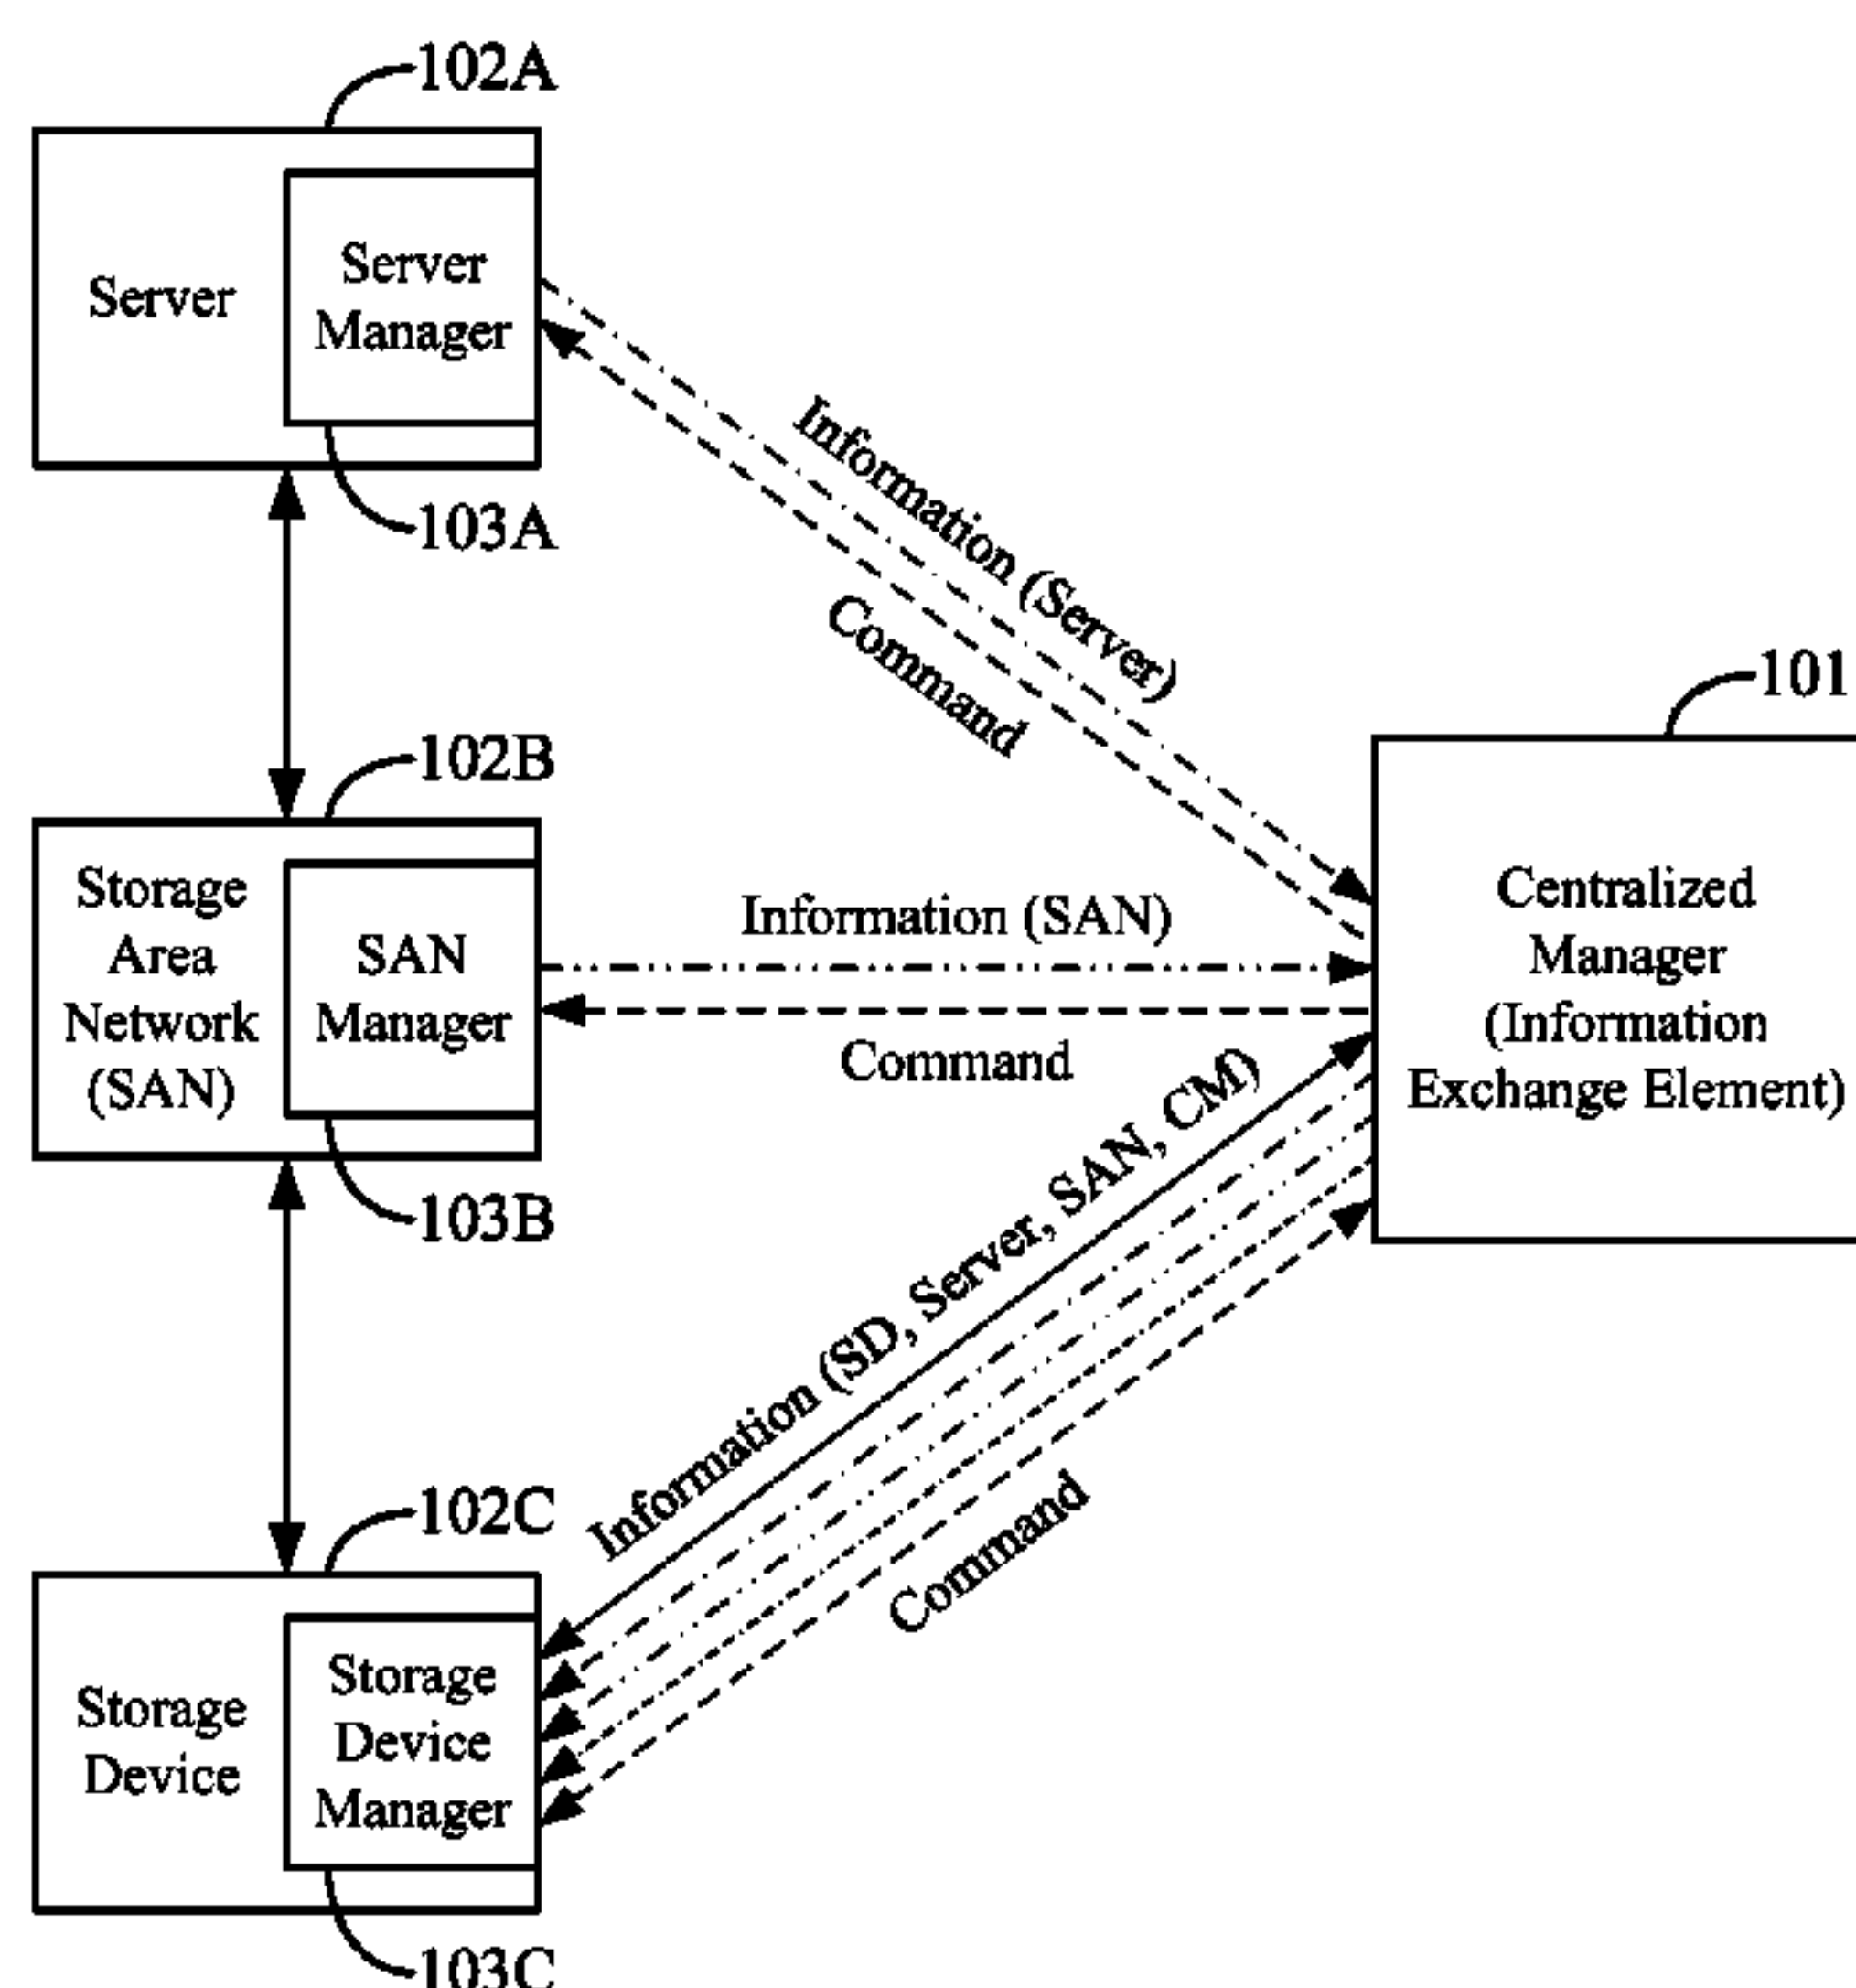 102A
Server
Server
Manager
103A
Information (Server)
Command
101
102B
Storage
Area
Network
(SAN)
SAN
Manager
Information (SAN)
Command
Centralized
Manager
(Information
Exchange Element)
103B
Information (SD, Server, SAN, CM)
Command
102C
Storage
Device
Storage
Device
Manager
103C